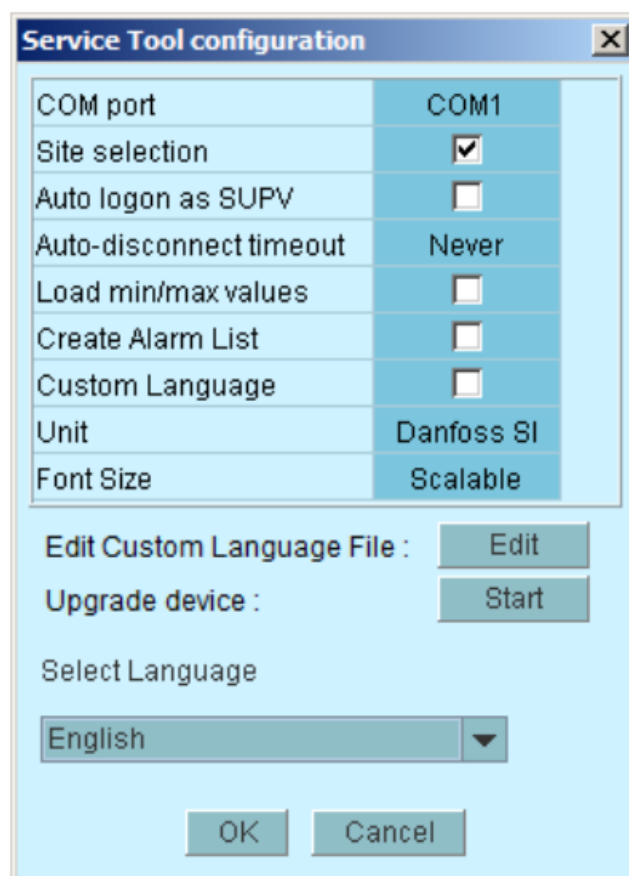 Service Tool configuration
COM port COM1
Site selection
Auto logon as SUPV
Auto-disconnect timeout Never
Load min/max values
Create Alarm List
Custom Language
Unit Danfoss SI
Font Size Scalable
Edit Custom Language File : Edit
Upgrade device : Start
Select Language
English
OK Cancel